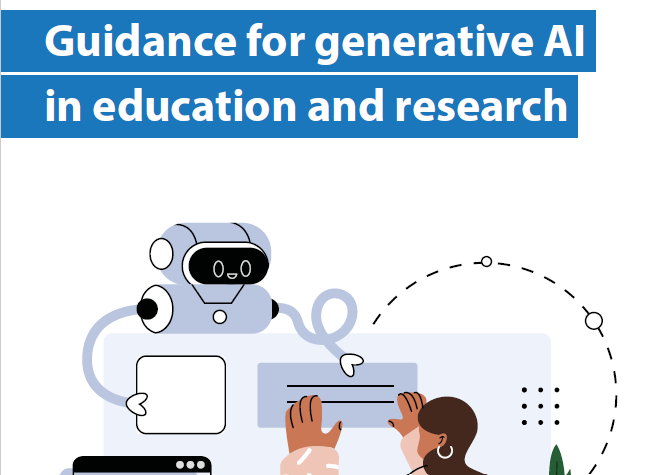 Guidance for generative AI
in education and research